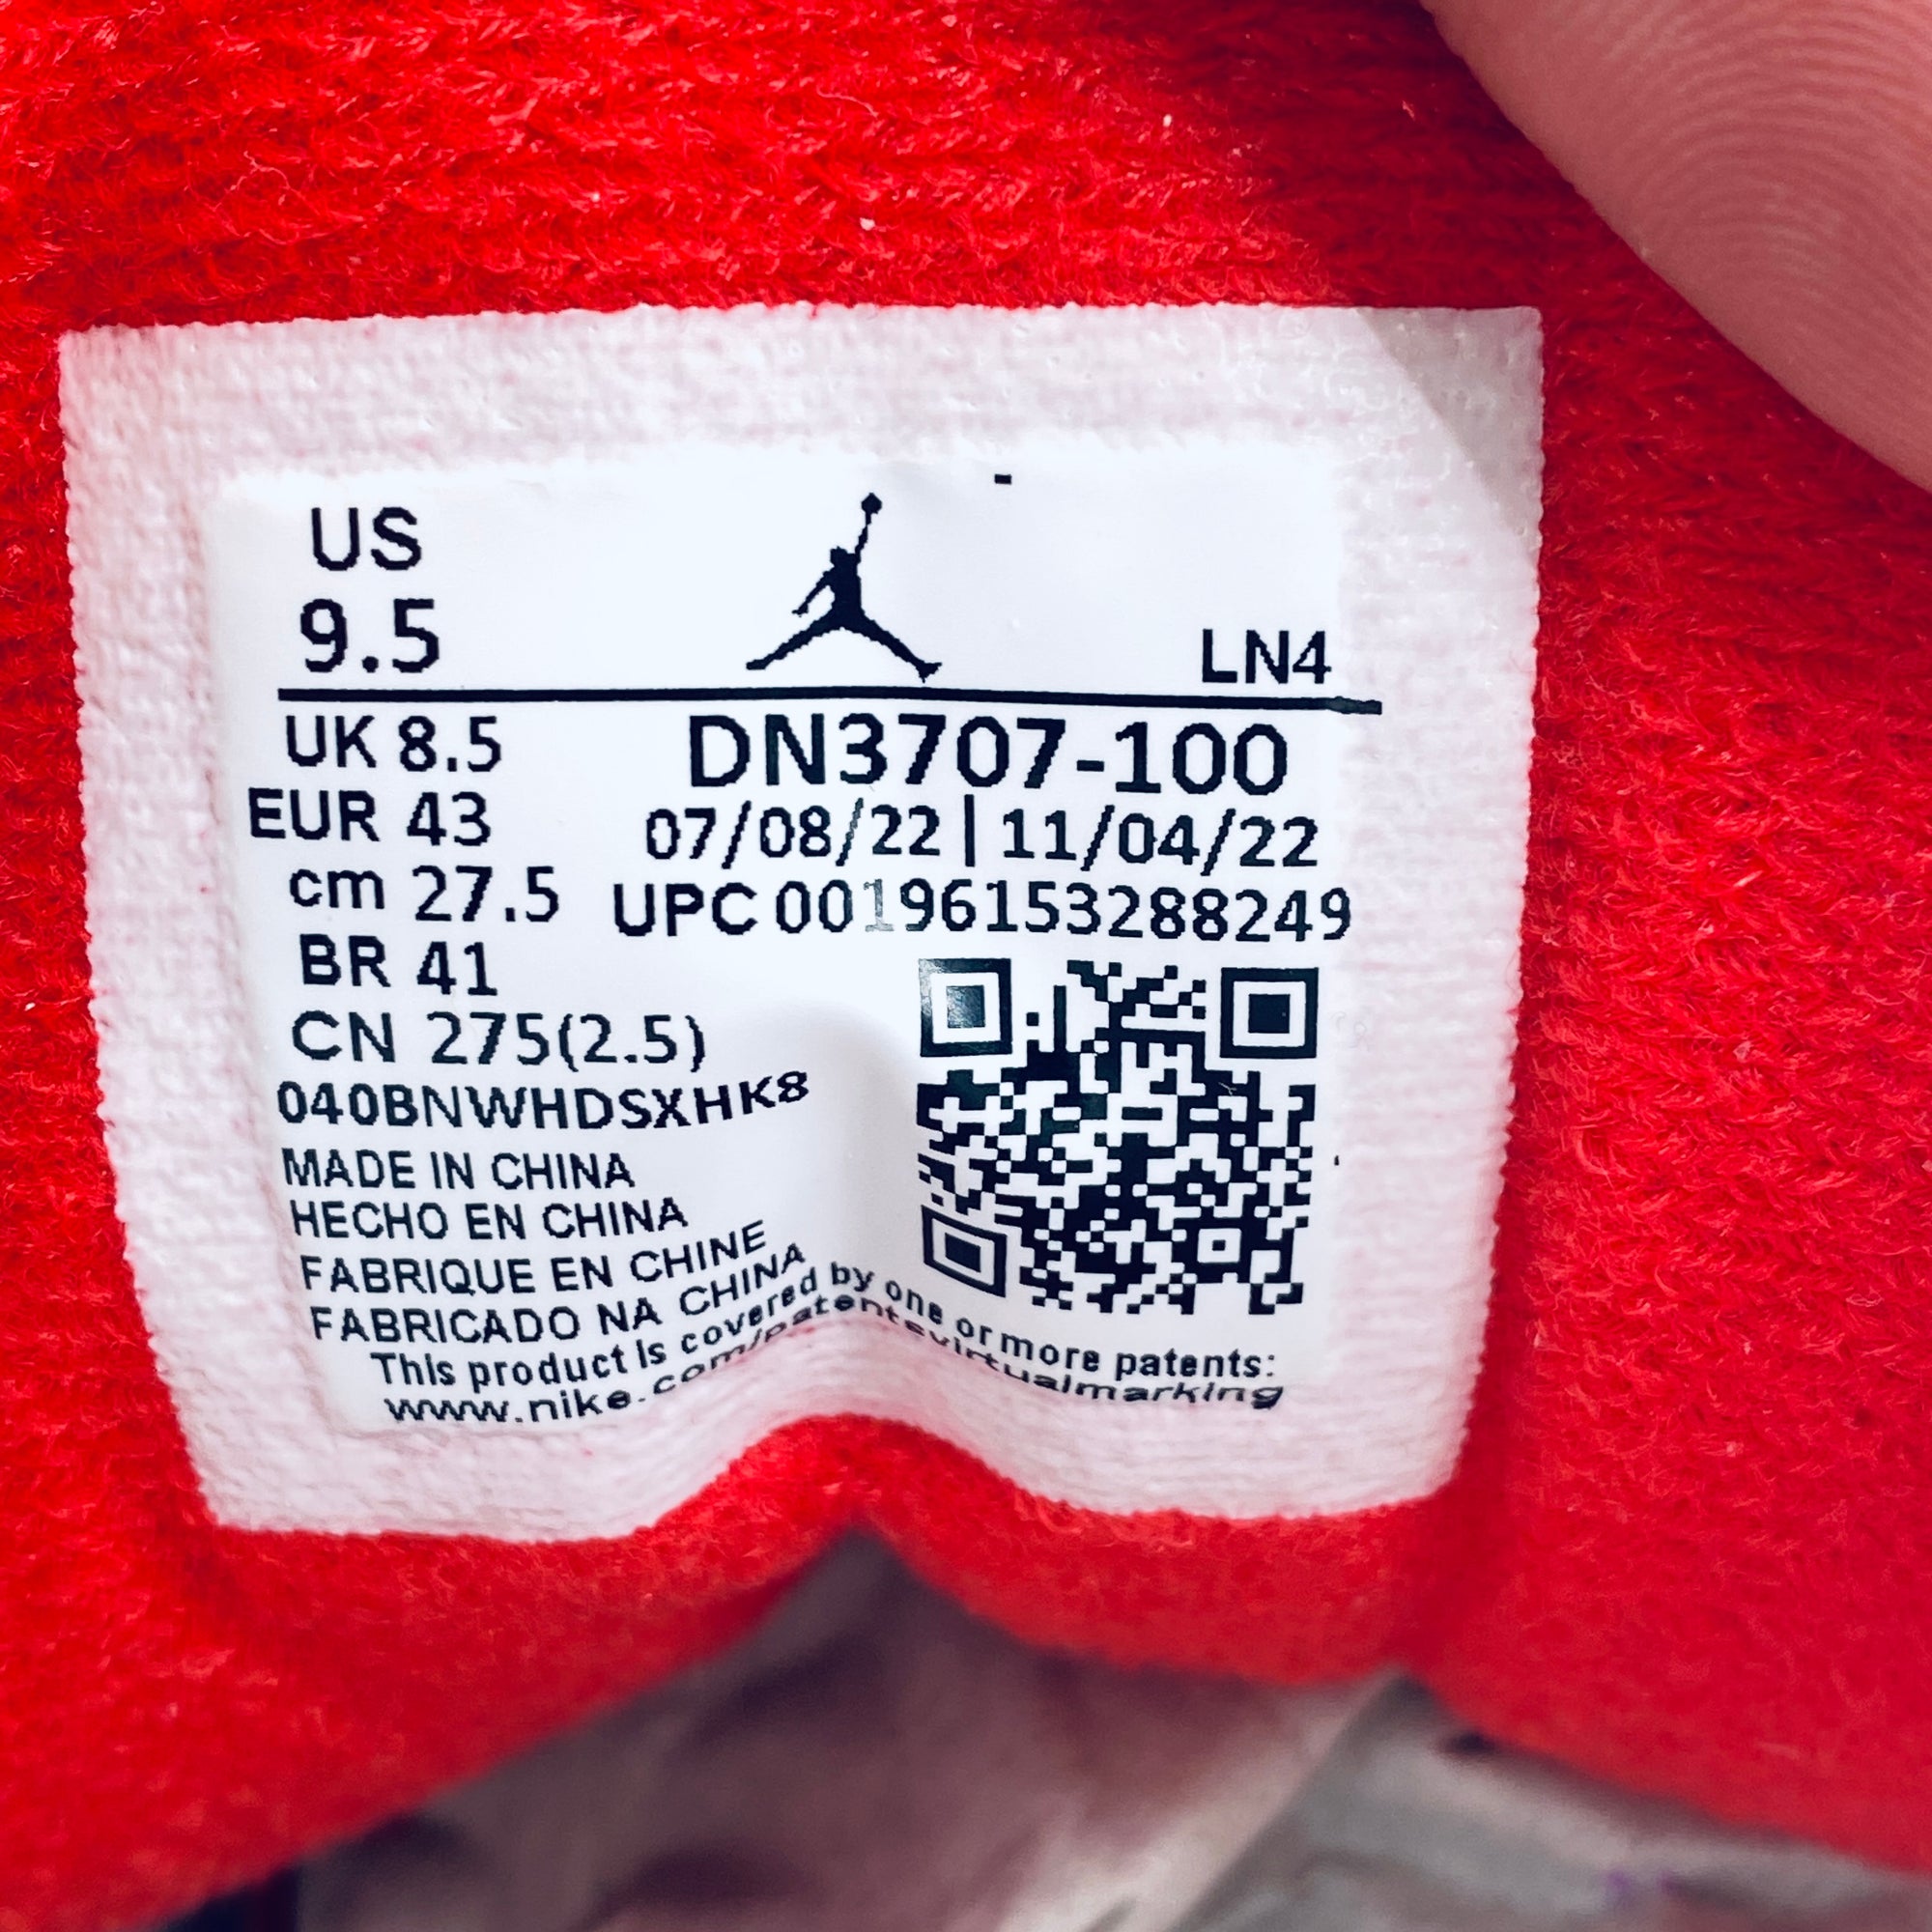 US
9.5
LN4
UK 8.5
EUR 43
cm 27.5
BR 41
CN 275(2.5)
DN3707-100
07/08/22|11/04/22
UPC 00196153288249
040BNWHDSXHK8
MADE IN CHINA
HECHO EN CHINA
FABRIQUE EN CHINE
FABRICADO NA CHINA
This product is covered by one or more patents:
www.nike.com/patentsvirtualmarking